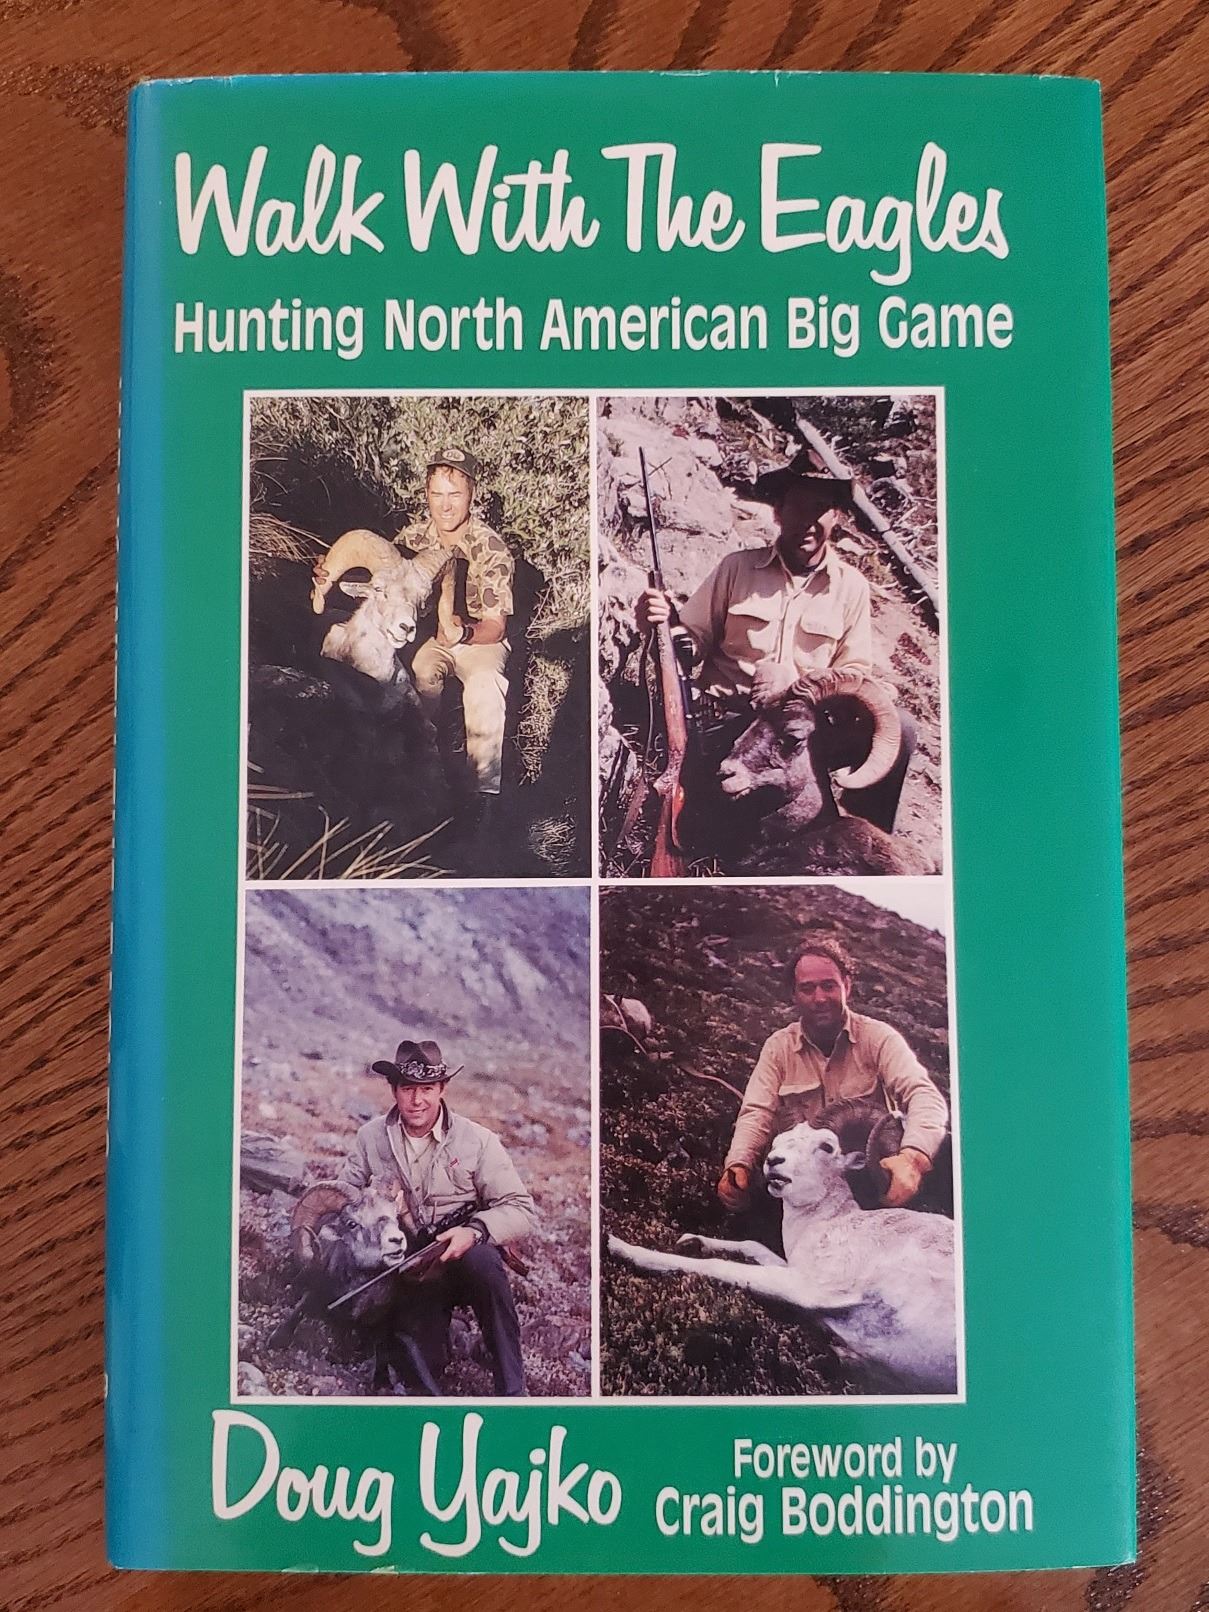 Walk With The Eagles
Hunting North American Big Game
Doug Yajko
Foreword by
Craig Boddington